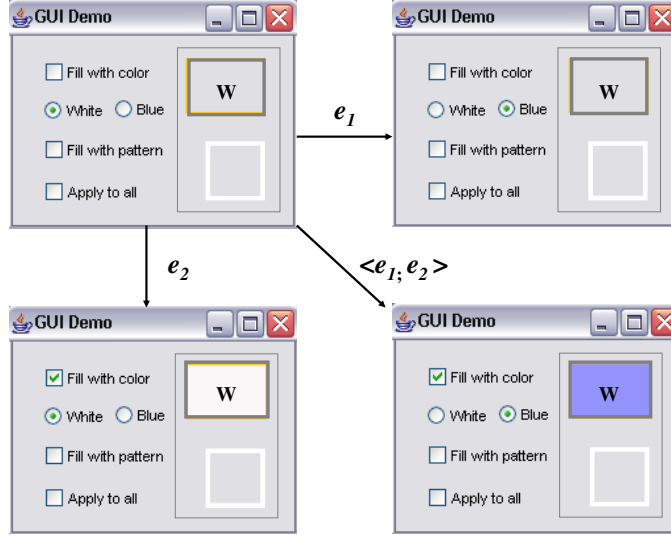 GUI Demo
Fill with color
White Blue
Fill with pattern
Apply to all
W
e1
GUI Demo
Fill with color
White Blue
Fill with pattern
Apply to all
W
e2
<e1; e2>
GUI Demo
Fill with color
White Blue
Fill with pattern
Apply to all
W
GUI Demo
Fill with color
White Blue
Fill with pattern
Apply to all
W